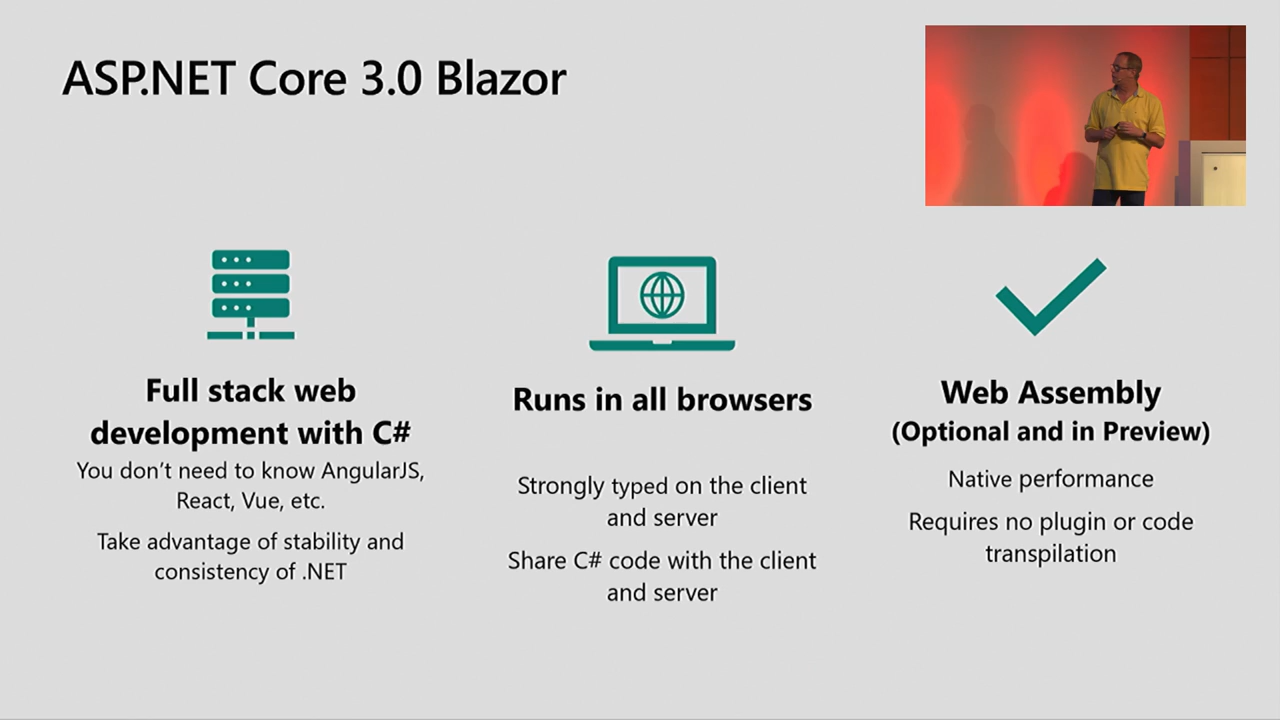 ASP.NET Core 3.0 Blazor
Full stack web
development with C#
You don't need to know AngularJS,
React, Vue, etc.
Take advantage of stability and
consistency of .NET
Runs in all browsers
Strongly typed on the client
and server
Share C# code with the client
and server
Web Assembly
(Optional and in Preview)
Native performance
Requires no plugin or code
transpilation